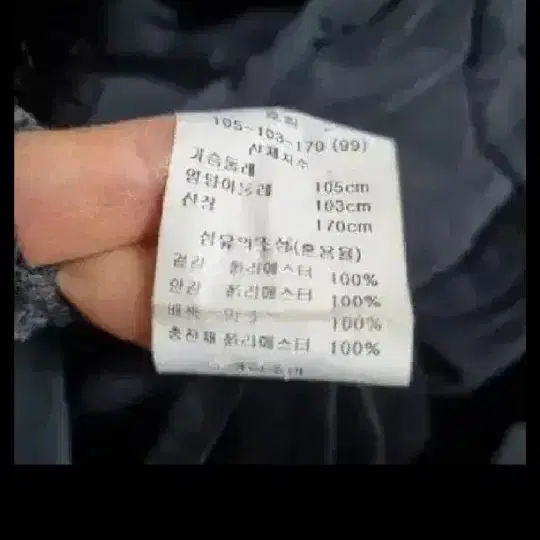 호칭
105-103-170 (99)
신체치수
가슴둘레 105cm
엉덩이둘레 103cm
신장 170cm
섬유의조성(혼용율)
겉감 폴리에스터 100%
안감 폴리에스터 100%
100%
충전재 폴리에스터 100%